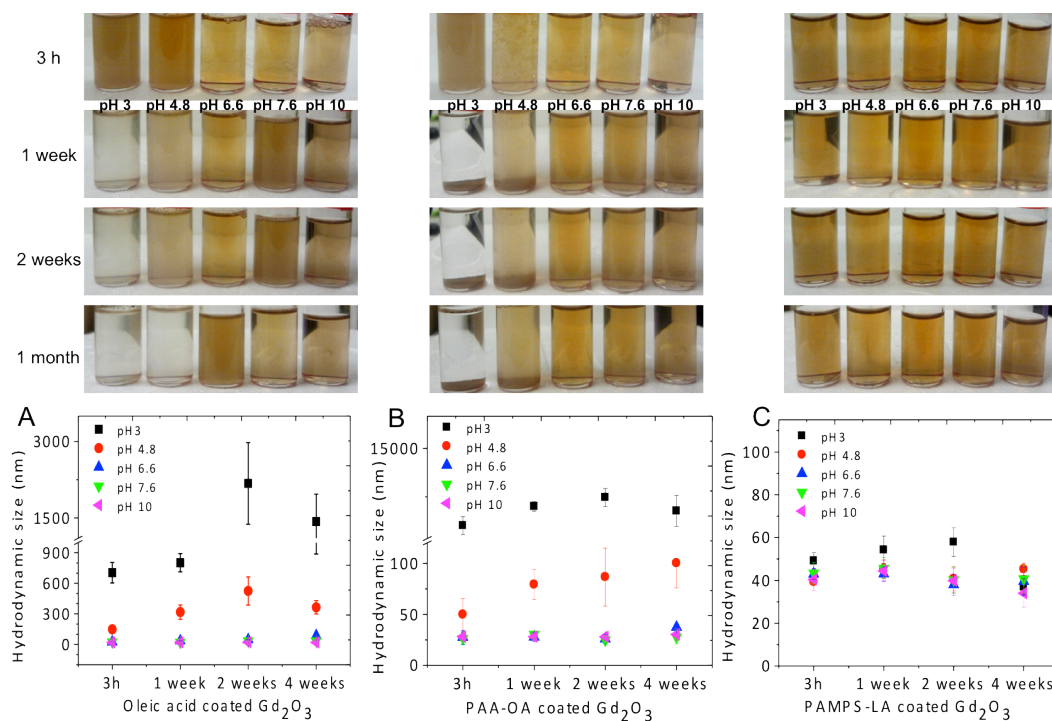 3 h
pH 3 pH 4.8 pH 6.6 pH 7.6 pH 10
pH 3 pH 4.8 pH 6.6 pH 7.6 pH 10
pH 3 pH 4.8 pH 6.6 pH 7.6 pH 10
1 week
2 weeks
1 month
A
Hydrodynamic size (nm)
3000
1500
900
600
300
0
pH3
pH 4.8
pH 6.6
pH 7.6
pH 10
3h 1 week 2 weeks 4 weeks
Oleic acid coated Gd2O3
B
Hydrodynamic size (nm)
15000
100
50
0
pH3
pH 4.8
pH 6.6
pH 7.6
pH 10
3h 1 week 2 weeks 4 weeks
PAA-OA coated Gd2O3
C
Hydrodynamic size (nm)
100
80
60
40
20
0
pH3
pH 4.8
pH 6.6
pH 7.6
pH 10
3h 1 week 2 weeks 4 weeks
PAMPS-LA coated Gd2O3